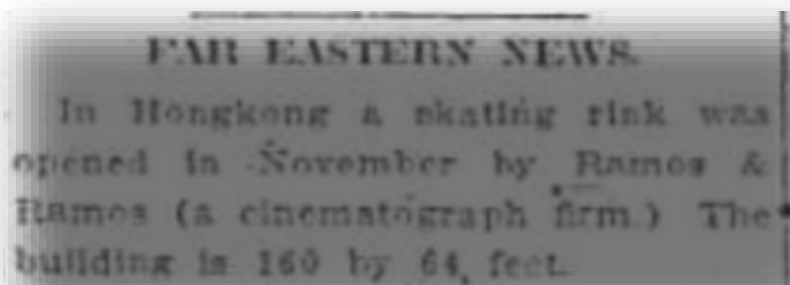 FAR EASTERN NEWS.
In Hongkong a skating rink was
opened in November by Ramos &
Ramos (a cinematograph firm.) The
building is 160 by 64 feet.